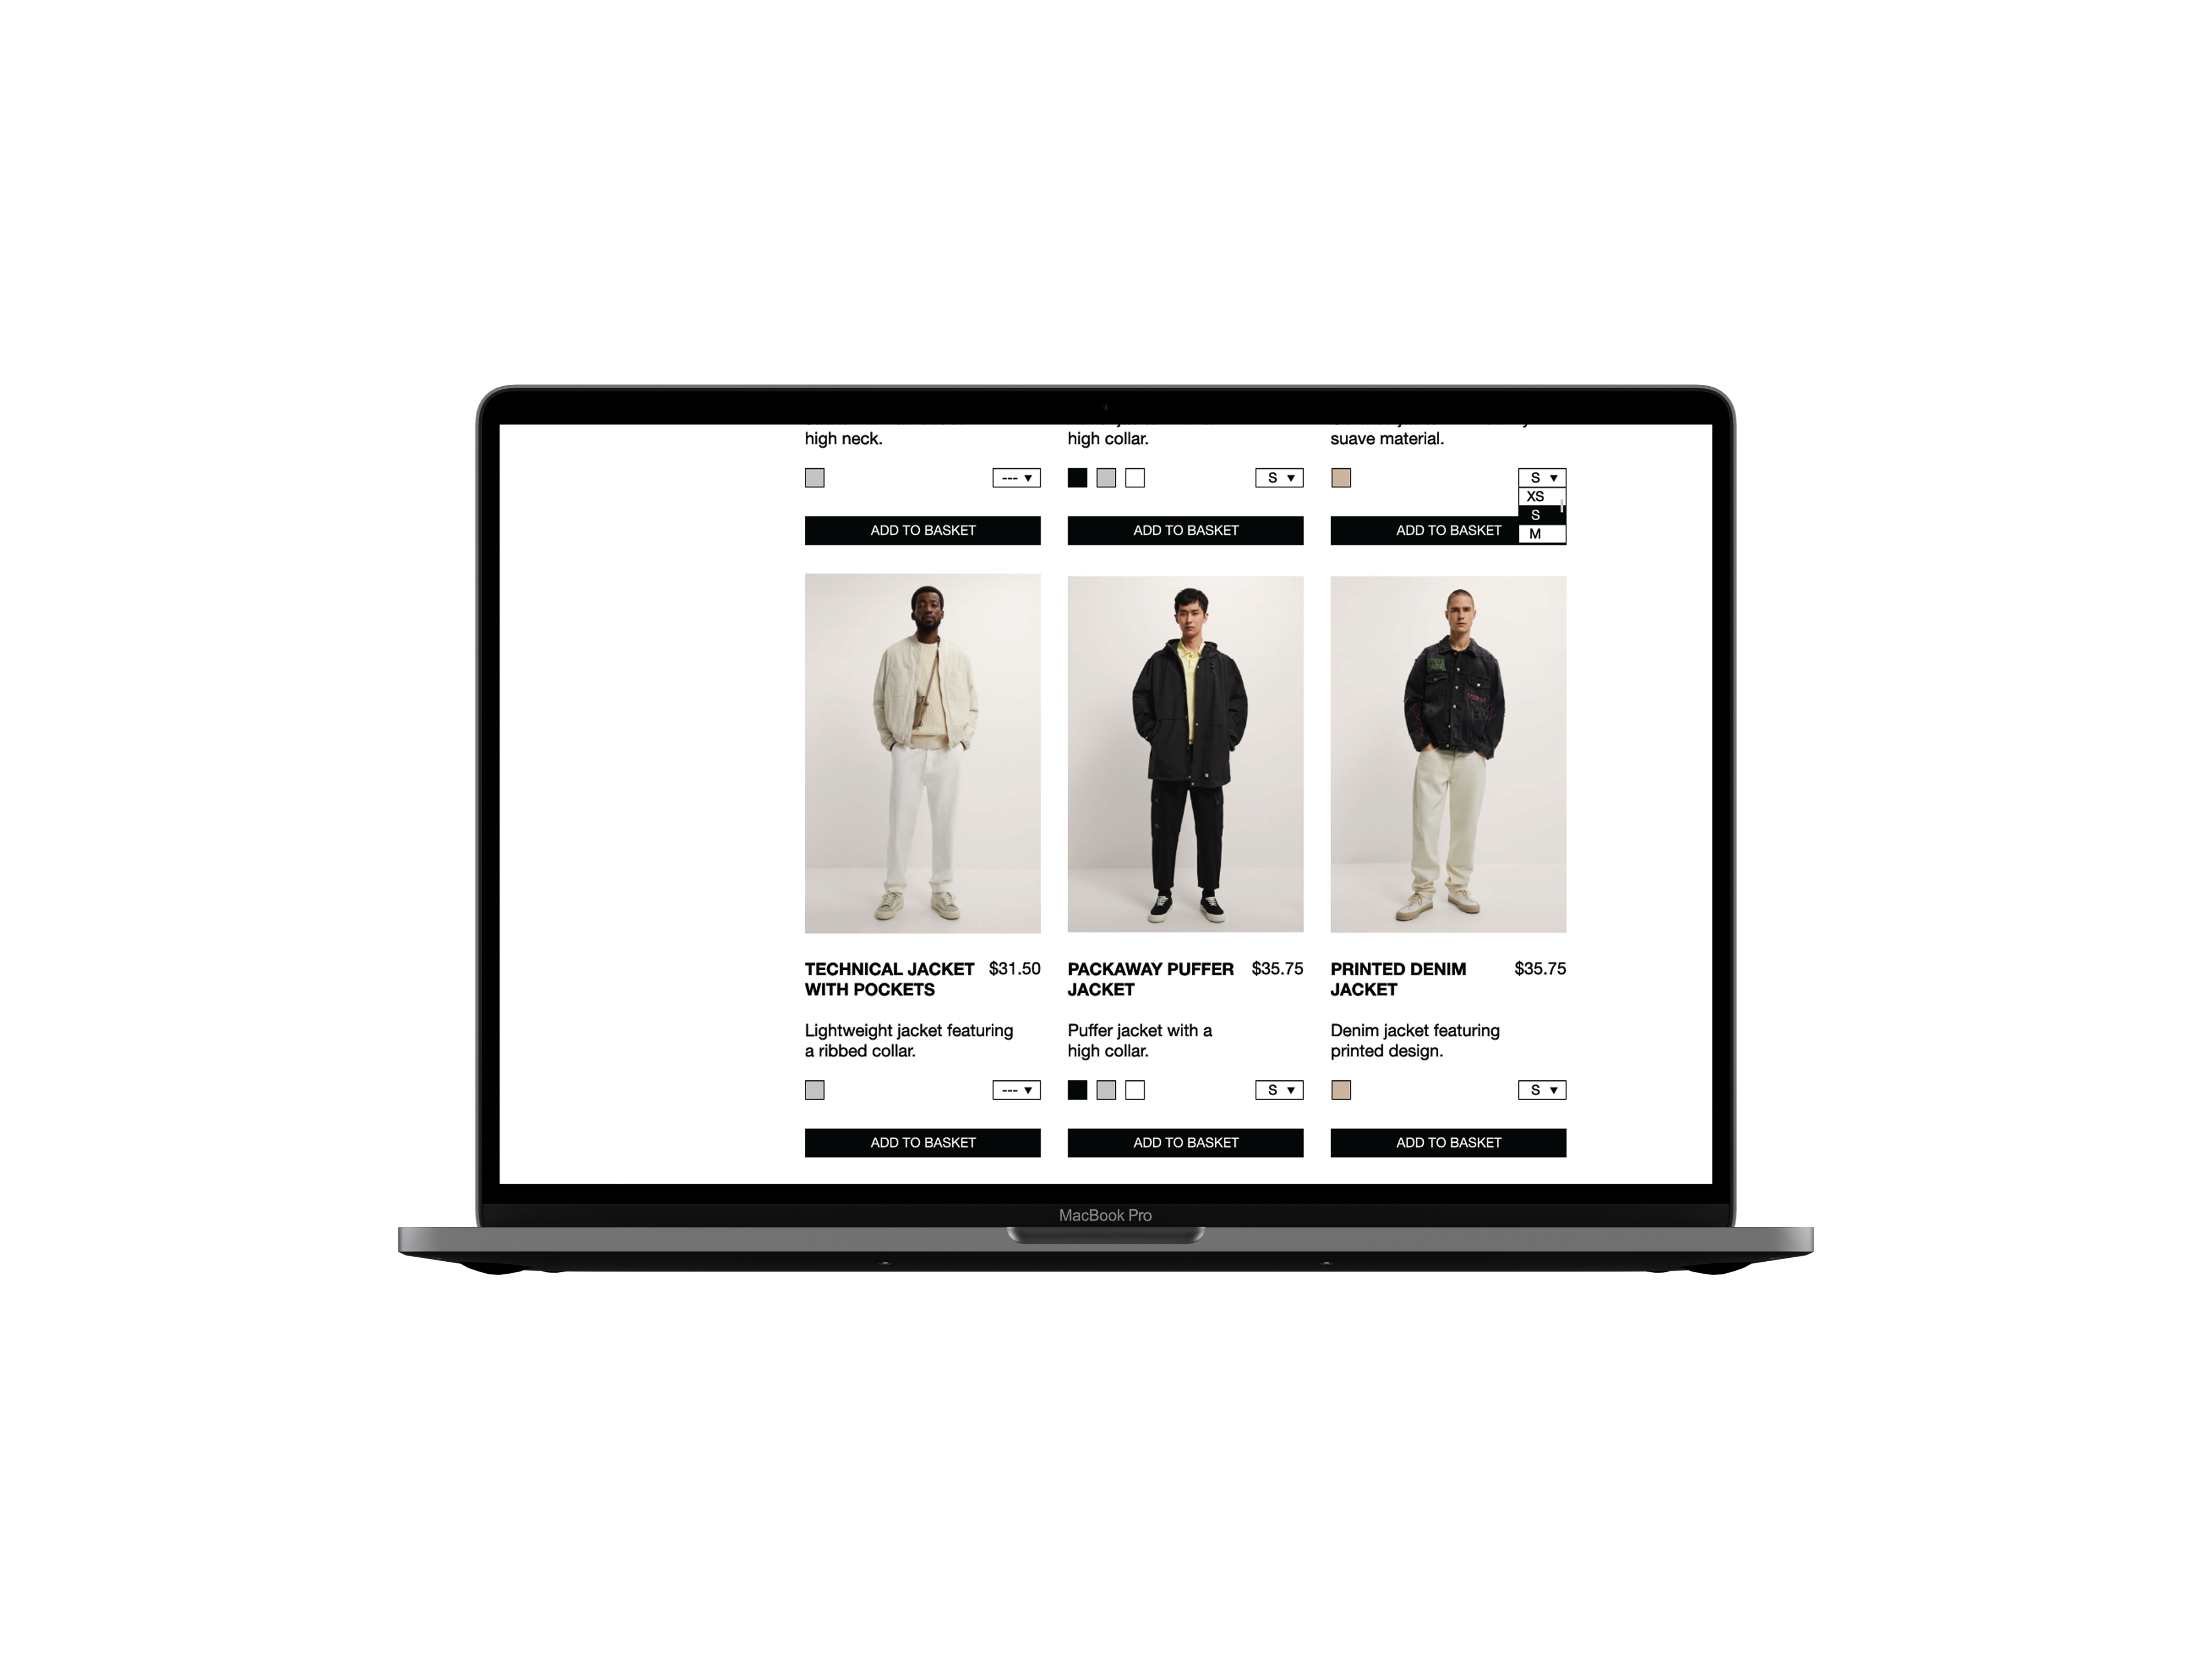 high neck.
high collar.
suave material.
--- ▼
S ▼
S ▼
XS
S
M
ADD TO BASKET
ADD TO BASKET
ADD TO BASKET
TECHNICAL JACKET
WITH POCKETS
$31.50
PACKAWAY PUFFER
JACKET
$35.75
PRINTED DENIM
JACKET
$35.75
Lightweight jacket featuring
a ribbed collar.
Puffer jacket with a
high collar.
Denim jacket featuring
printed design.
--- ▼
S ▼
S ▼
ADD TO BASKET
ADD TO BASKET
ADD TO BASKET
MacBook Pro